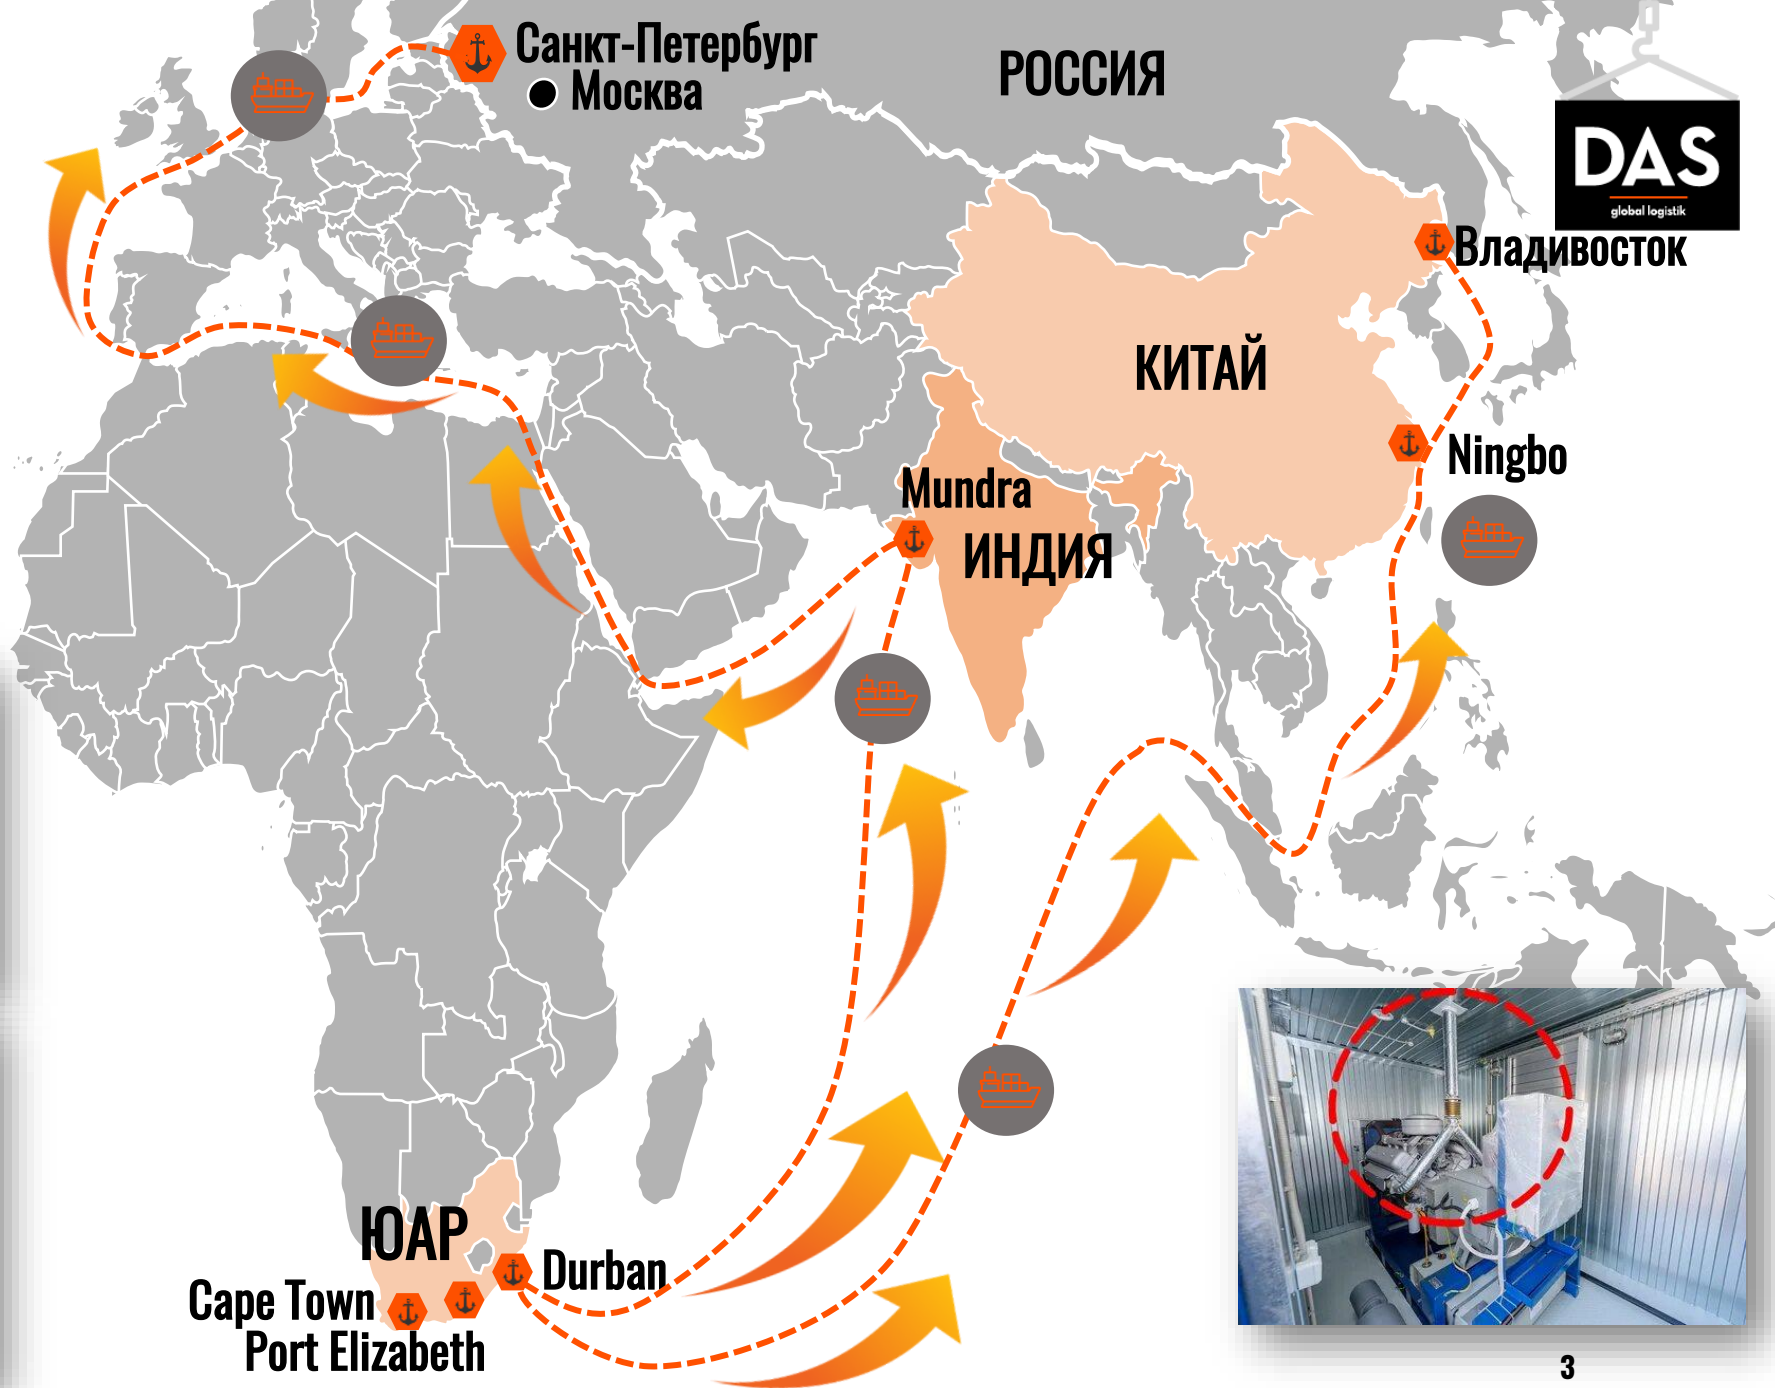 Санкт-Петербург
Москва
РОССИЯ
DAS
global logistik
Владивосток
КИТАЙ
Ningbo
Mundra
ИНДИЯ
ЮАР
Durban
Cape Town
Port Elizabeth
3